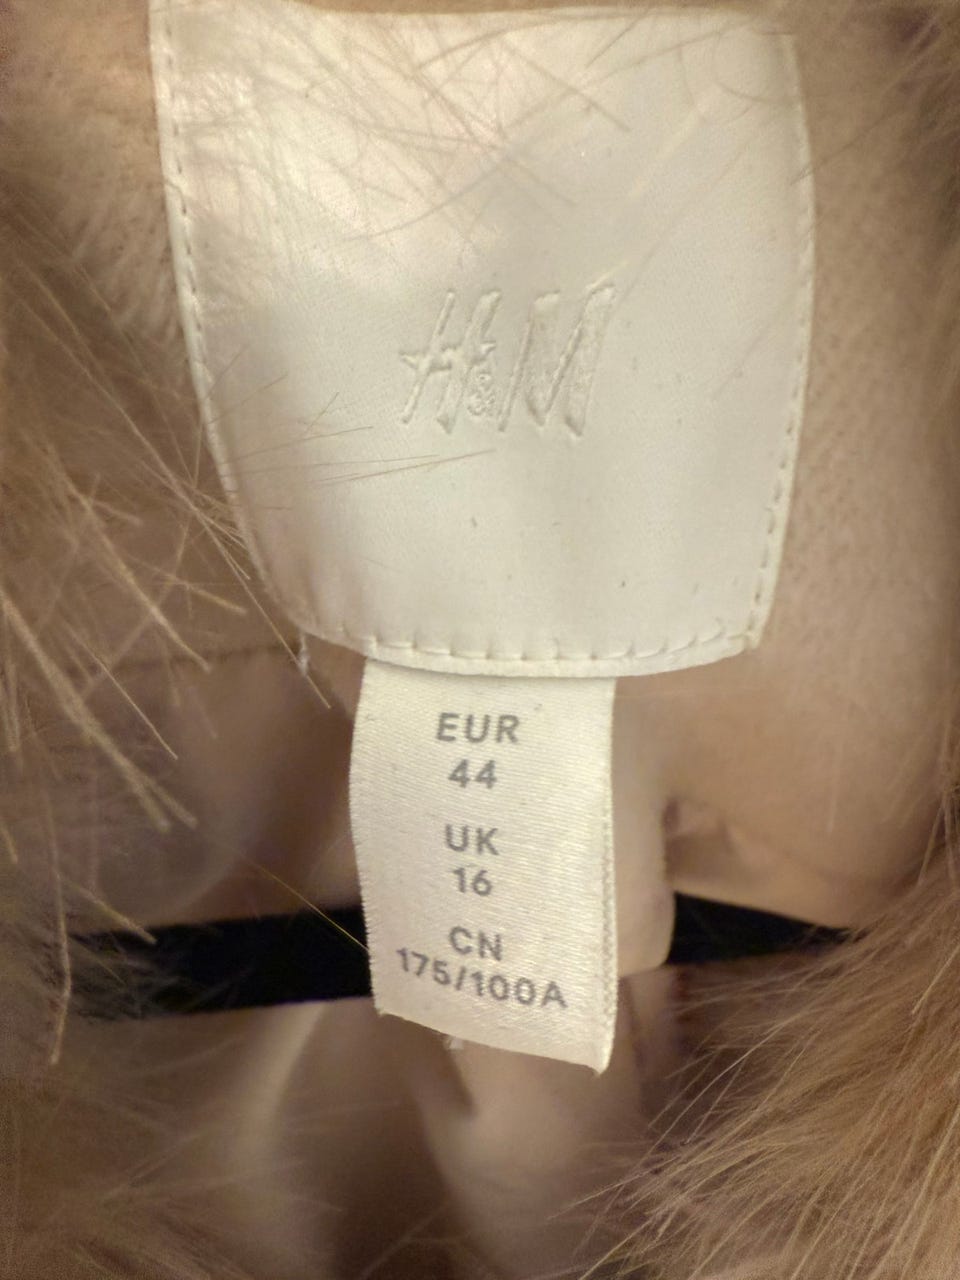 H&M
EUR
44
UK
16
CN
175/100A